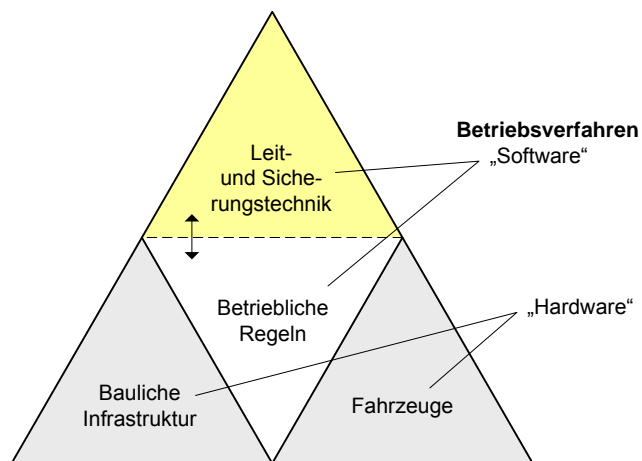 Betriebsverfahren
„Software“
Leit-
und Siche-
rungstechnik
Betriebliche
Regeln
„Hardware“
Bauliche
Infrastruktur
Fahrzeuge